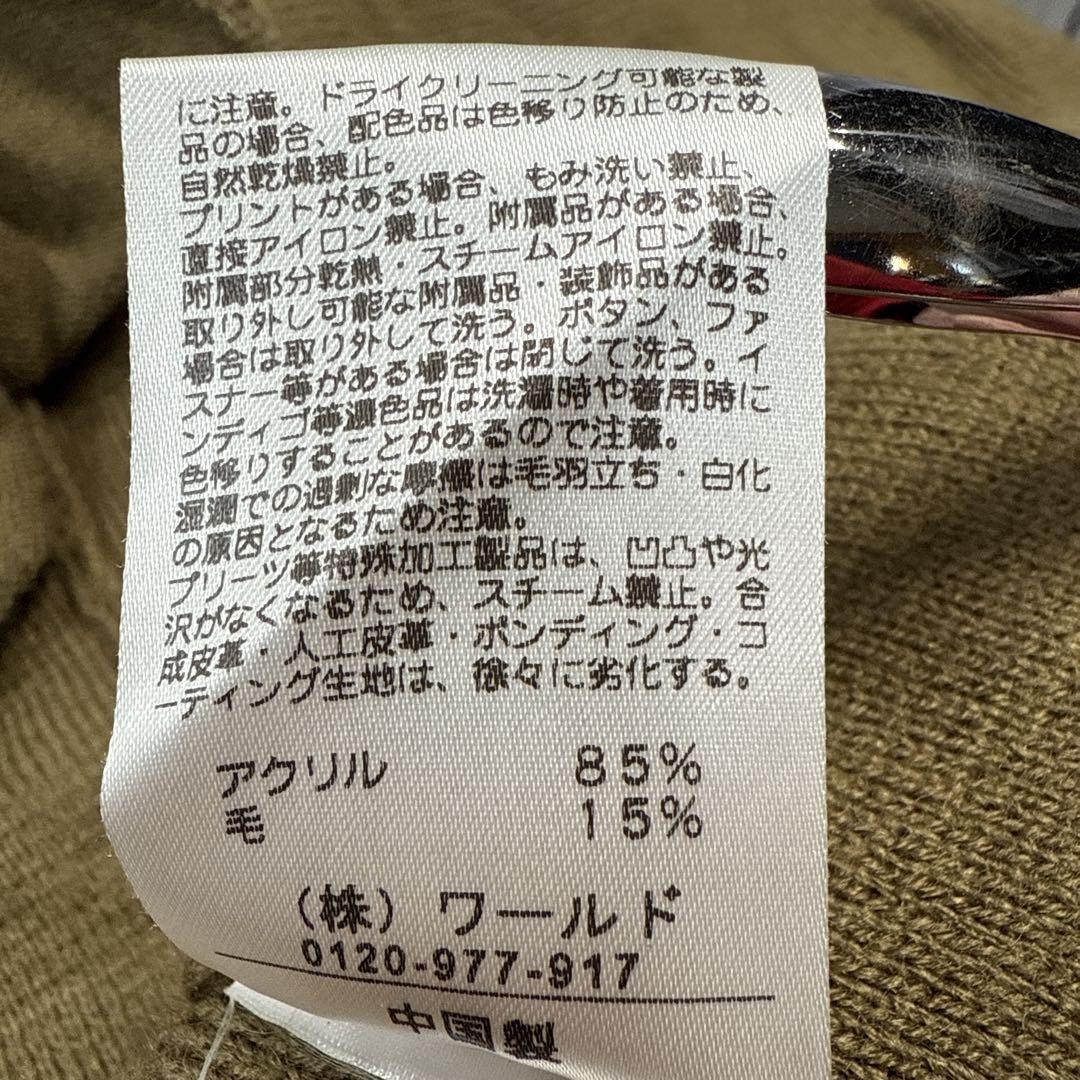 に注意。ドライクリーニング可能な製
品の場合、配色品は色移り防止のため、
自然乾燥禁止。
プリントがある場合、もみ洗い禁止、
直接アイロン禁止。附属品がある場合、
附属部分乾熱・スチームアイロン禁止。
取り外し可能な附属品・装飾品がある
場合は取り外して洗う。ボタン、ファ
スナー等がある場合は閉じて洗う。イ
ンディゴ等濃色品は洗濯時や着用時に
色移りすることがあるので注意。
湿潤での過剰な摩擦は毛羽立ち・白化
の原因となるため注意。
プリーツ等特殊加工製品は、凹凸や光
沢がなくなるため、スチーム禁止。合
成皮革・人工皮革・ボンディング・コ
ーティング生地は、徐々に劣化する。
アクリル 85%
毛 15%
(株) ワールド
0120-977-917
中国製